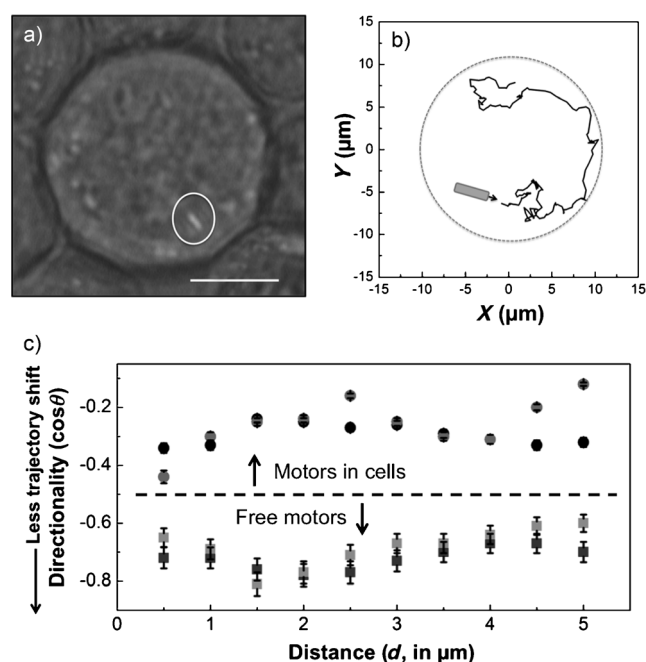 a)
b)
15
10
5
0
-5
-10
-15
Y (µm)
-15 -10 -5 0 5 10 15
X (µm)
c)
Less trajectory shift
Directionality (cosθ)
-0.2
-0.4
-0.6
-0.8
Motors in cells
Free motors
0 1 2 3 4 5
Distance (d, in µm)